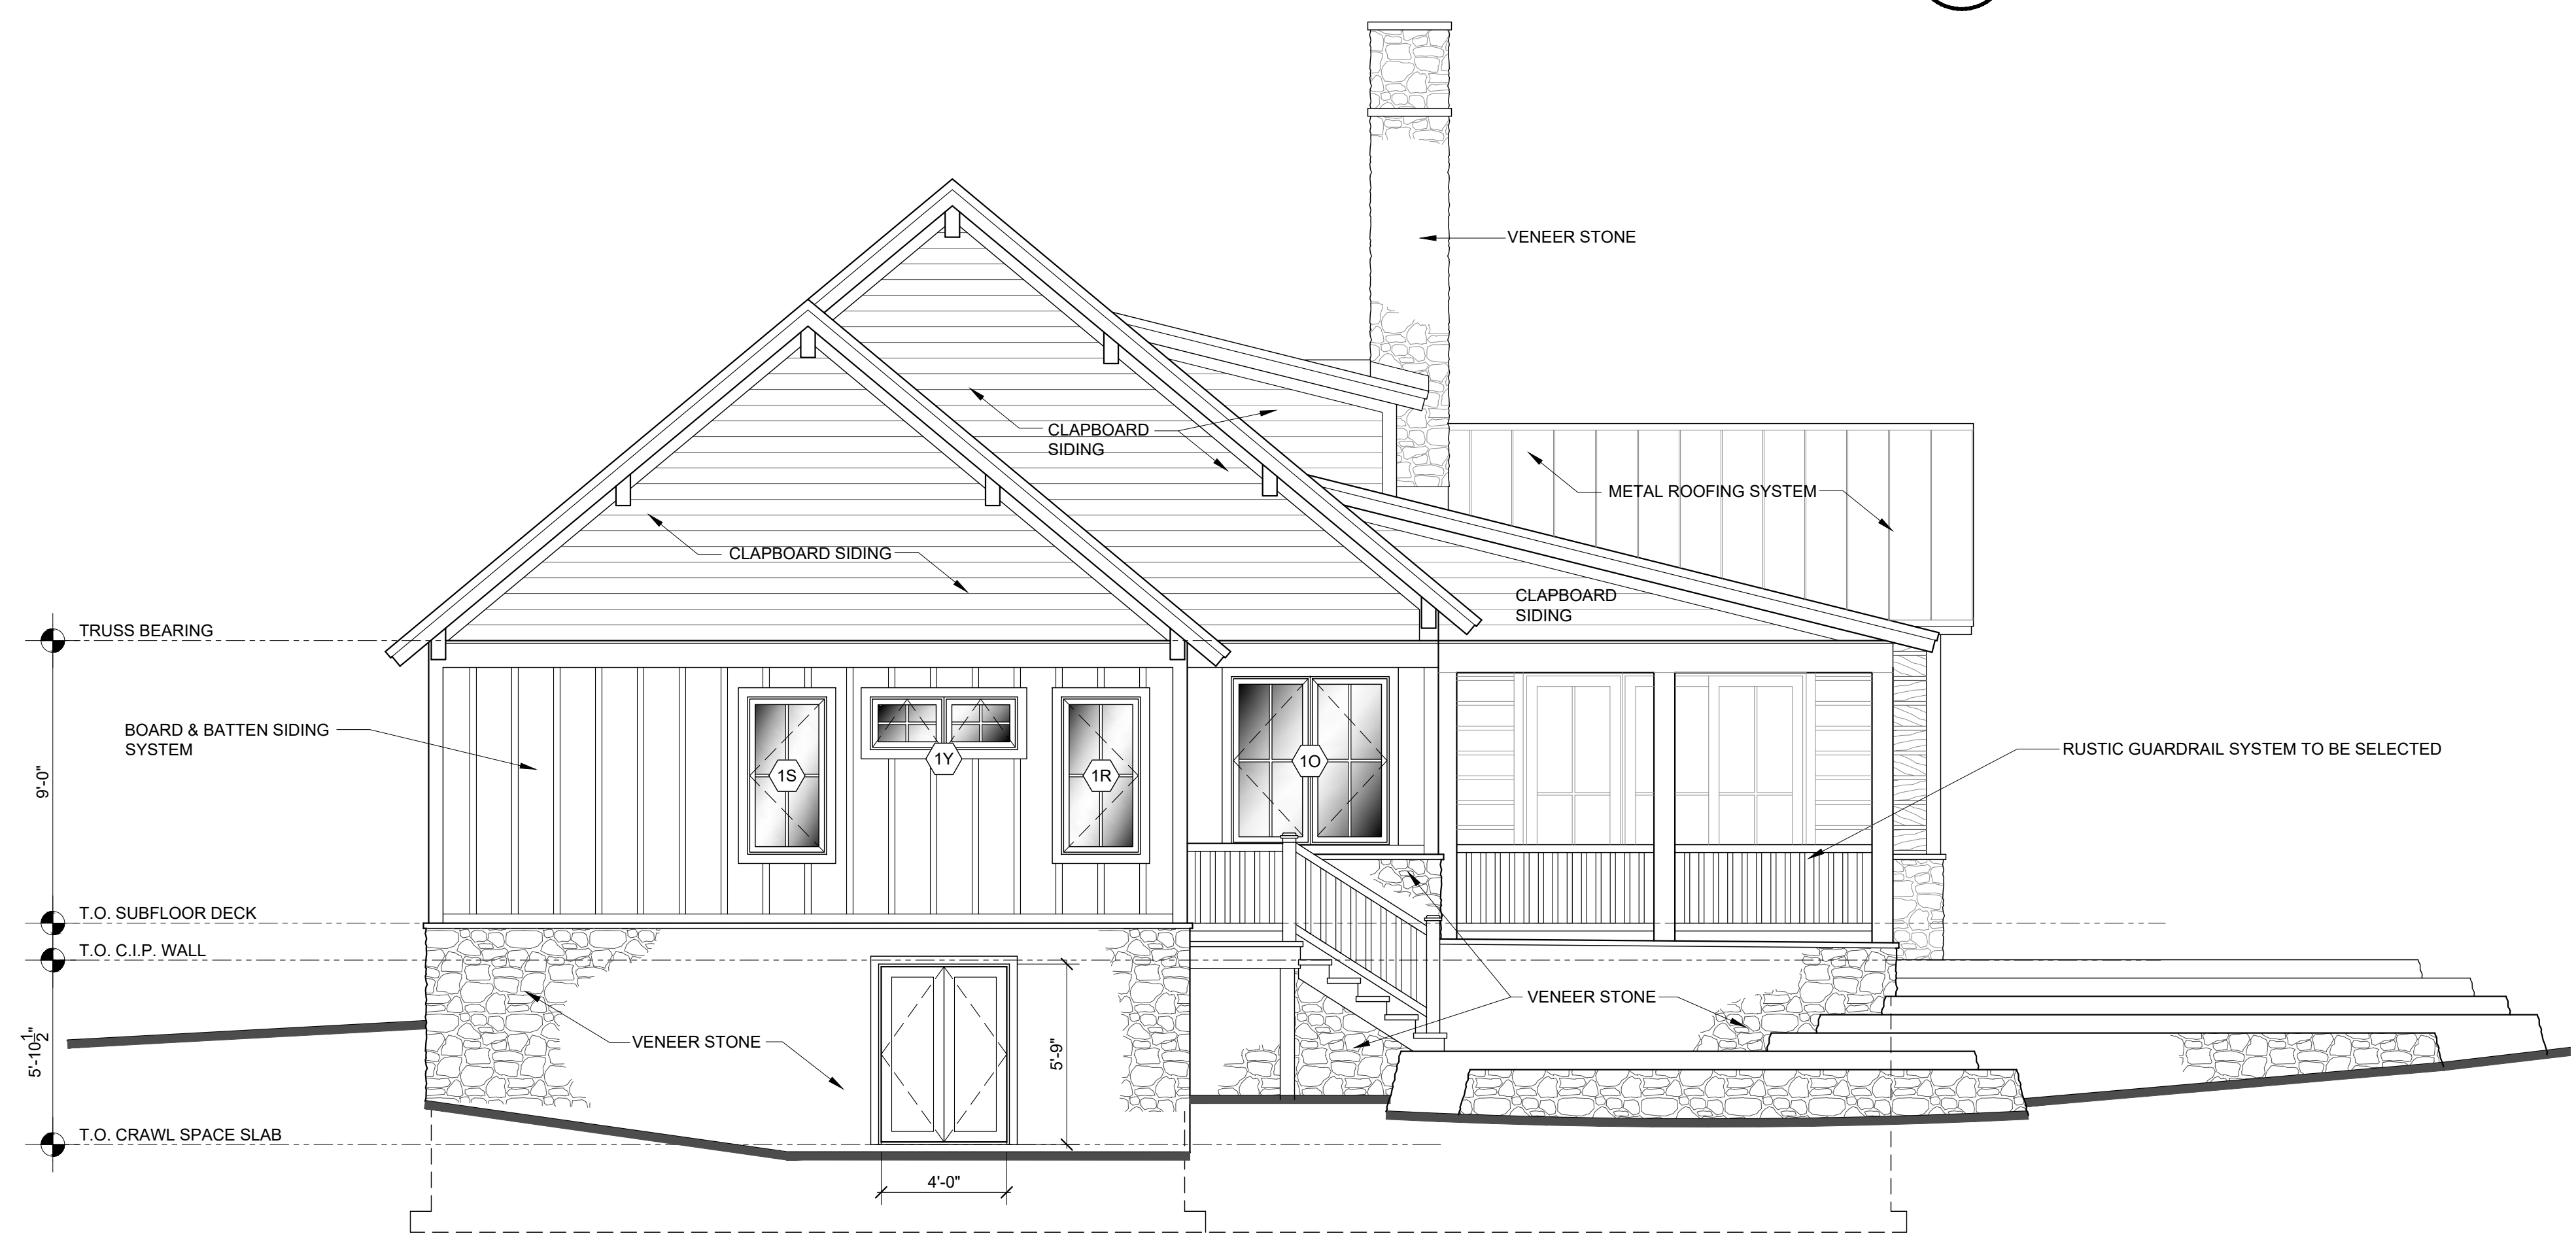 VENEER STONE
CLAPBOARD
SIDING
METAL ROOFING SYSTEM
CLAPBOARD SIDING
CLAPBOARD
SIDING
TRUSS BEARING
BOARD & BATTEN SIDING
SYSTEM
1S
1Y
1R
1O
RUSTIC GUARDRAIL SYSTEM TO BE SELECTED
9'-0"
T.O. SUBFLOOR DECK
T.O. C.I.P. WALL
VENEER STONE
VENEER STONE
5'-10 1/2"
5'-9"
T.O. CRAWL SPACE SLAB
4'-0"